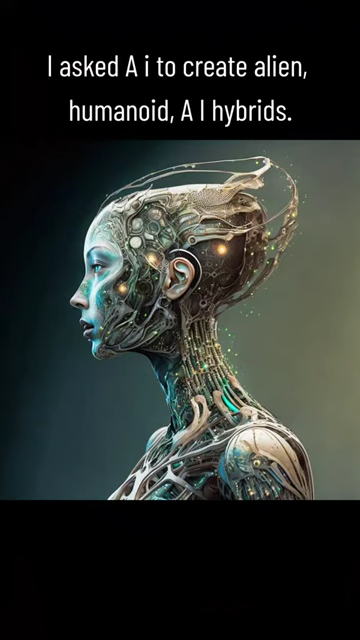 I asked A i to create alien,
humanoid, A I hybrids.